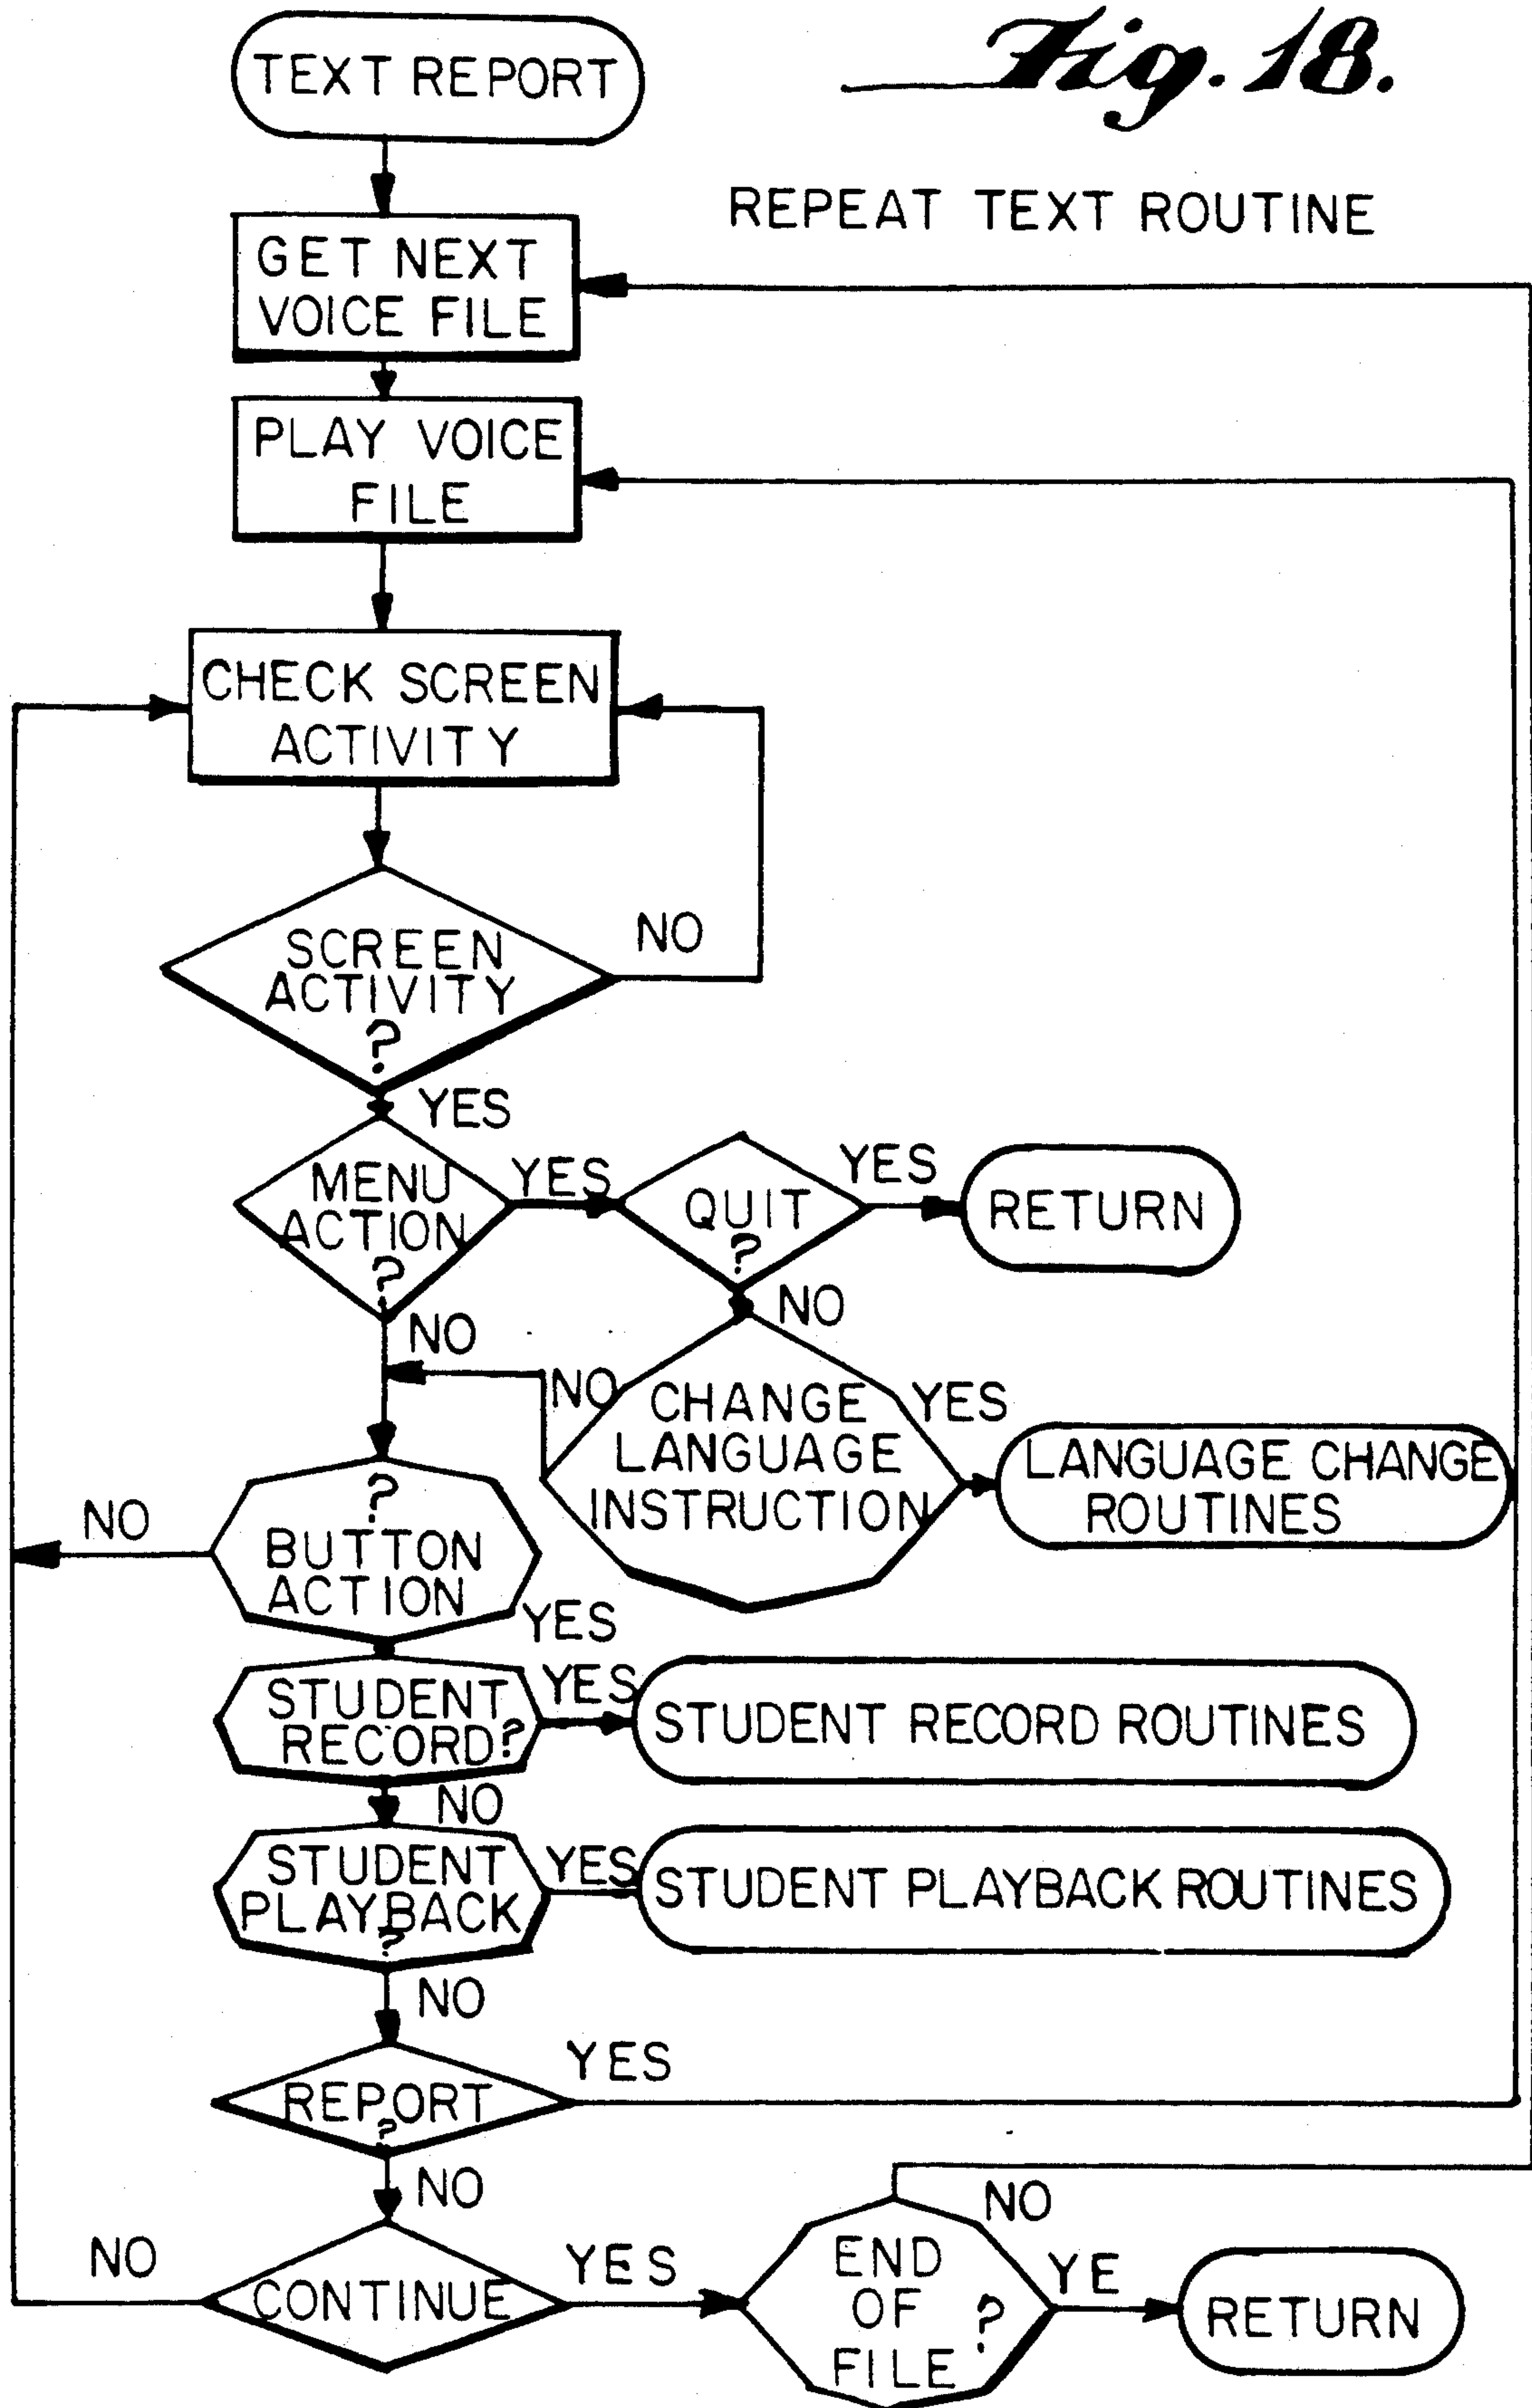 Fig. 18.
TEXT REPORT
REPEAT TEXT ROUTINE
GET NEXT
VOICE FILE
PLAY VOICE
FILE
CHECK SCREEN
ACTIVITY
SCREEN
ACTIVITY
?
NO
YES
MENU
ACTION
?
YES
QUIT
?
YES
RETURN
NO
NO
NO
CHANGE
LANGUAGE
INSTRUCTION
YES
LANGUAGE CHANGE
ROUTINES
?
BUTTON
ACTION
NO
YES
STUDENT
RECORD?
YES
STUDENT RECORD ROUTINES
NO
STUDENT
PLAYBACK
?
YES
STUDENT PLAYBACK ROUTINES
NO
REPORT
?
YES
NO
CONTINUE
NO
YES
END
OF
FILE
?
NO
YE
RETURN